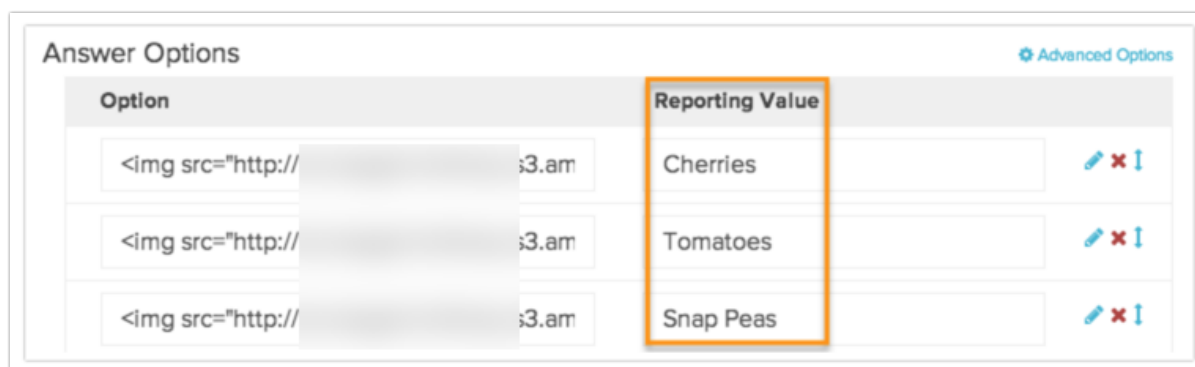 Answer Options
Advanced Options
Option Reporting Value
<img src="http:// s3.am Cherries
<img src="http:// s3.am Tomatoes
<img src="http:// s3.am Snap Peas